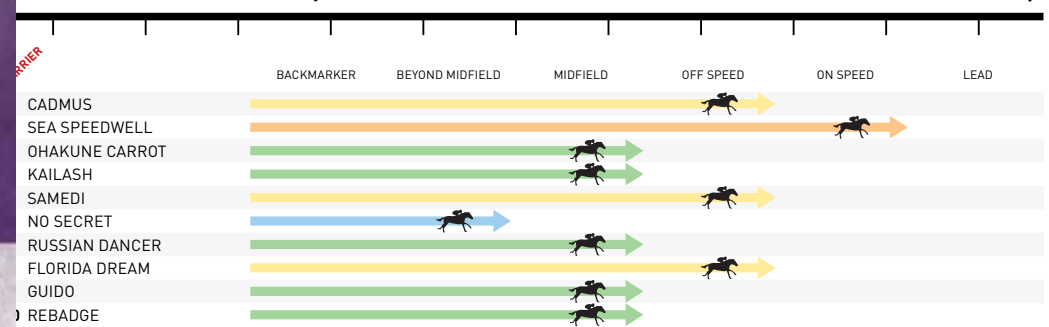 BACKMARKER BEYOND MIDFIELD MIDFIELD OFF SPEED ON SPEED LEAD
CADMUS
SEA SPEEDWELL
OHAKUNE CARROT
KAILASH
SAMEDI
NO SECRET
RUSSIAN DANCER
FLORIDA DREAM
GUIDO
REBADGE